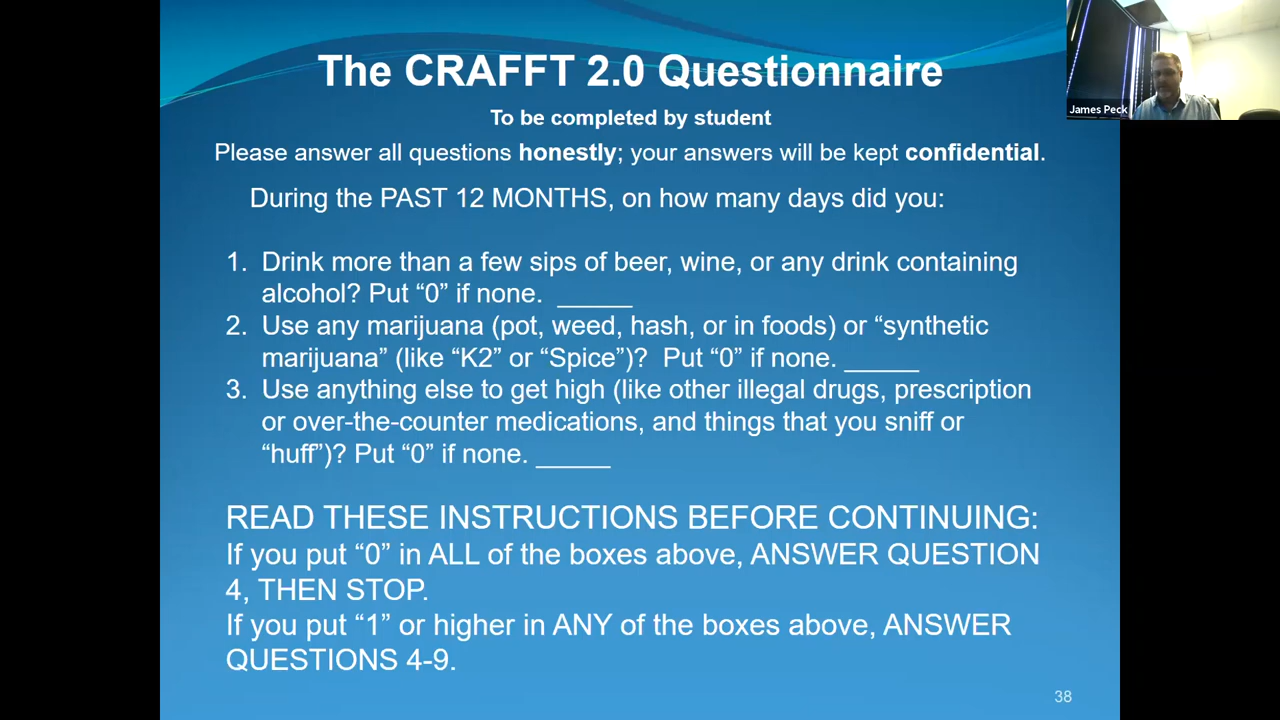 The CRAFFT 2.0 Questionnaire
To be completed by student
Please answer all questions honestly; your answers will be kept confidential.
During the PAST 12 MONTHS, on how many days did you:
1. Drink more than a few sips of beer, wine, or any drink containing
alcohol? Put “0” if none. _____
2. Use any marijuana (pot, weed, hash, or in foods) or “synthetic
marijuana” (like “K2” or “Spice”)? Put “0” if none. _____
3. Use anything else to get high (like other illegal drugs, prescription
or over-the-counter medications, and things that you sniff or
“huff”)? Put “0” if none. _____
READ THESE INSTRUCTIONS BEFORE CONTINUING:
If you put “0” in ALL of the boxes above, ANSWER QUESTION
4, THEN STOP.
If you put “1” or higher in ANY of the boxes above, ANSWER
QUESTIONS 4-9.
38
James Peck